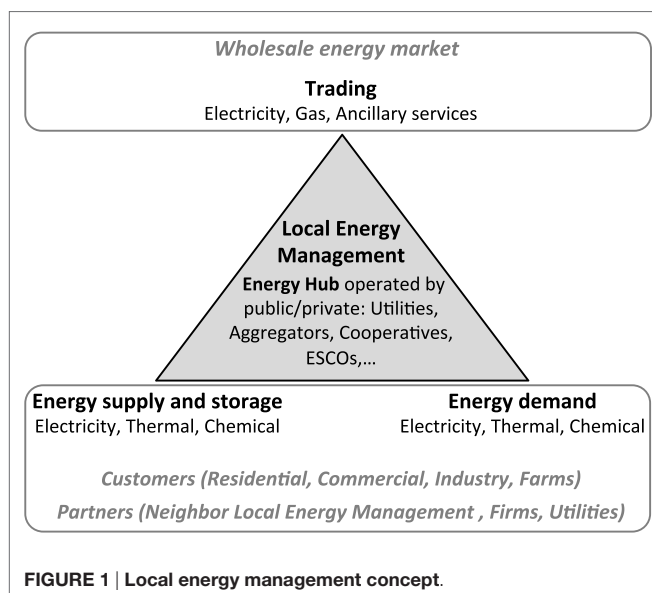 Wholesale energy market
Trading
Electricity, Gas, Ancillary services
Local Energy
Management
Energy Hub operated by
public/private: Utilities,
Aggregators, Cooperatives,
ESCOs,...
Energy supply and storage
Electricity, Thermal, Chemical
Energy demand
Electricity, Thermal, Chemical
Customers (Residential, Commercial, Industry, Farms)
Partners (Neighbor Local Energy Management , Firms, Utilities)
FIGURE 1 | Local energy management concept.